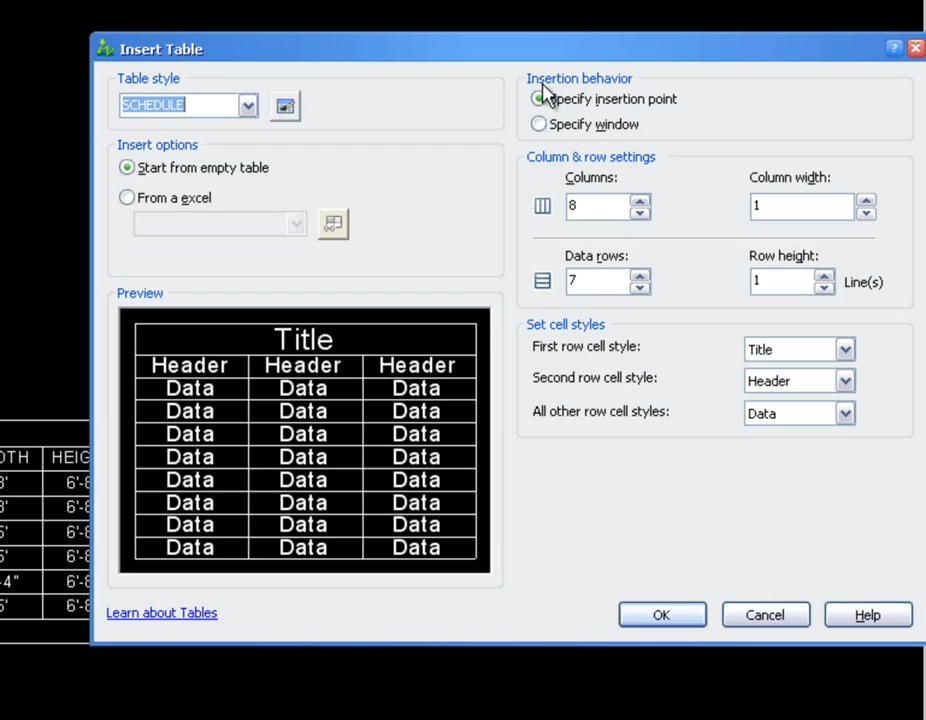 Insert Table
Table style
SCHEDULE
Insert options
Start from empty table
From a excel
Preview
Title
Header Header Header
Data Data Data
Data Data Data
Data Data Data
Data Data Data
Data Data Data
Data Data Data
Data Data Data
Data Data Data
Learn about Tables
Insertion behavior
Specify insertion point
Specify window
Column & row settings
Columns: Column width:
8 1
Data rows: Row height:
7 1 Line(s)
Set cell styles
First row cell style: Title
Second row cell style: Header
All other row cell styles: Data
OK Cancel Help